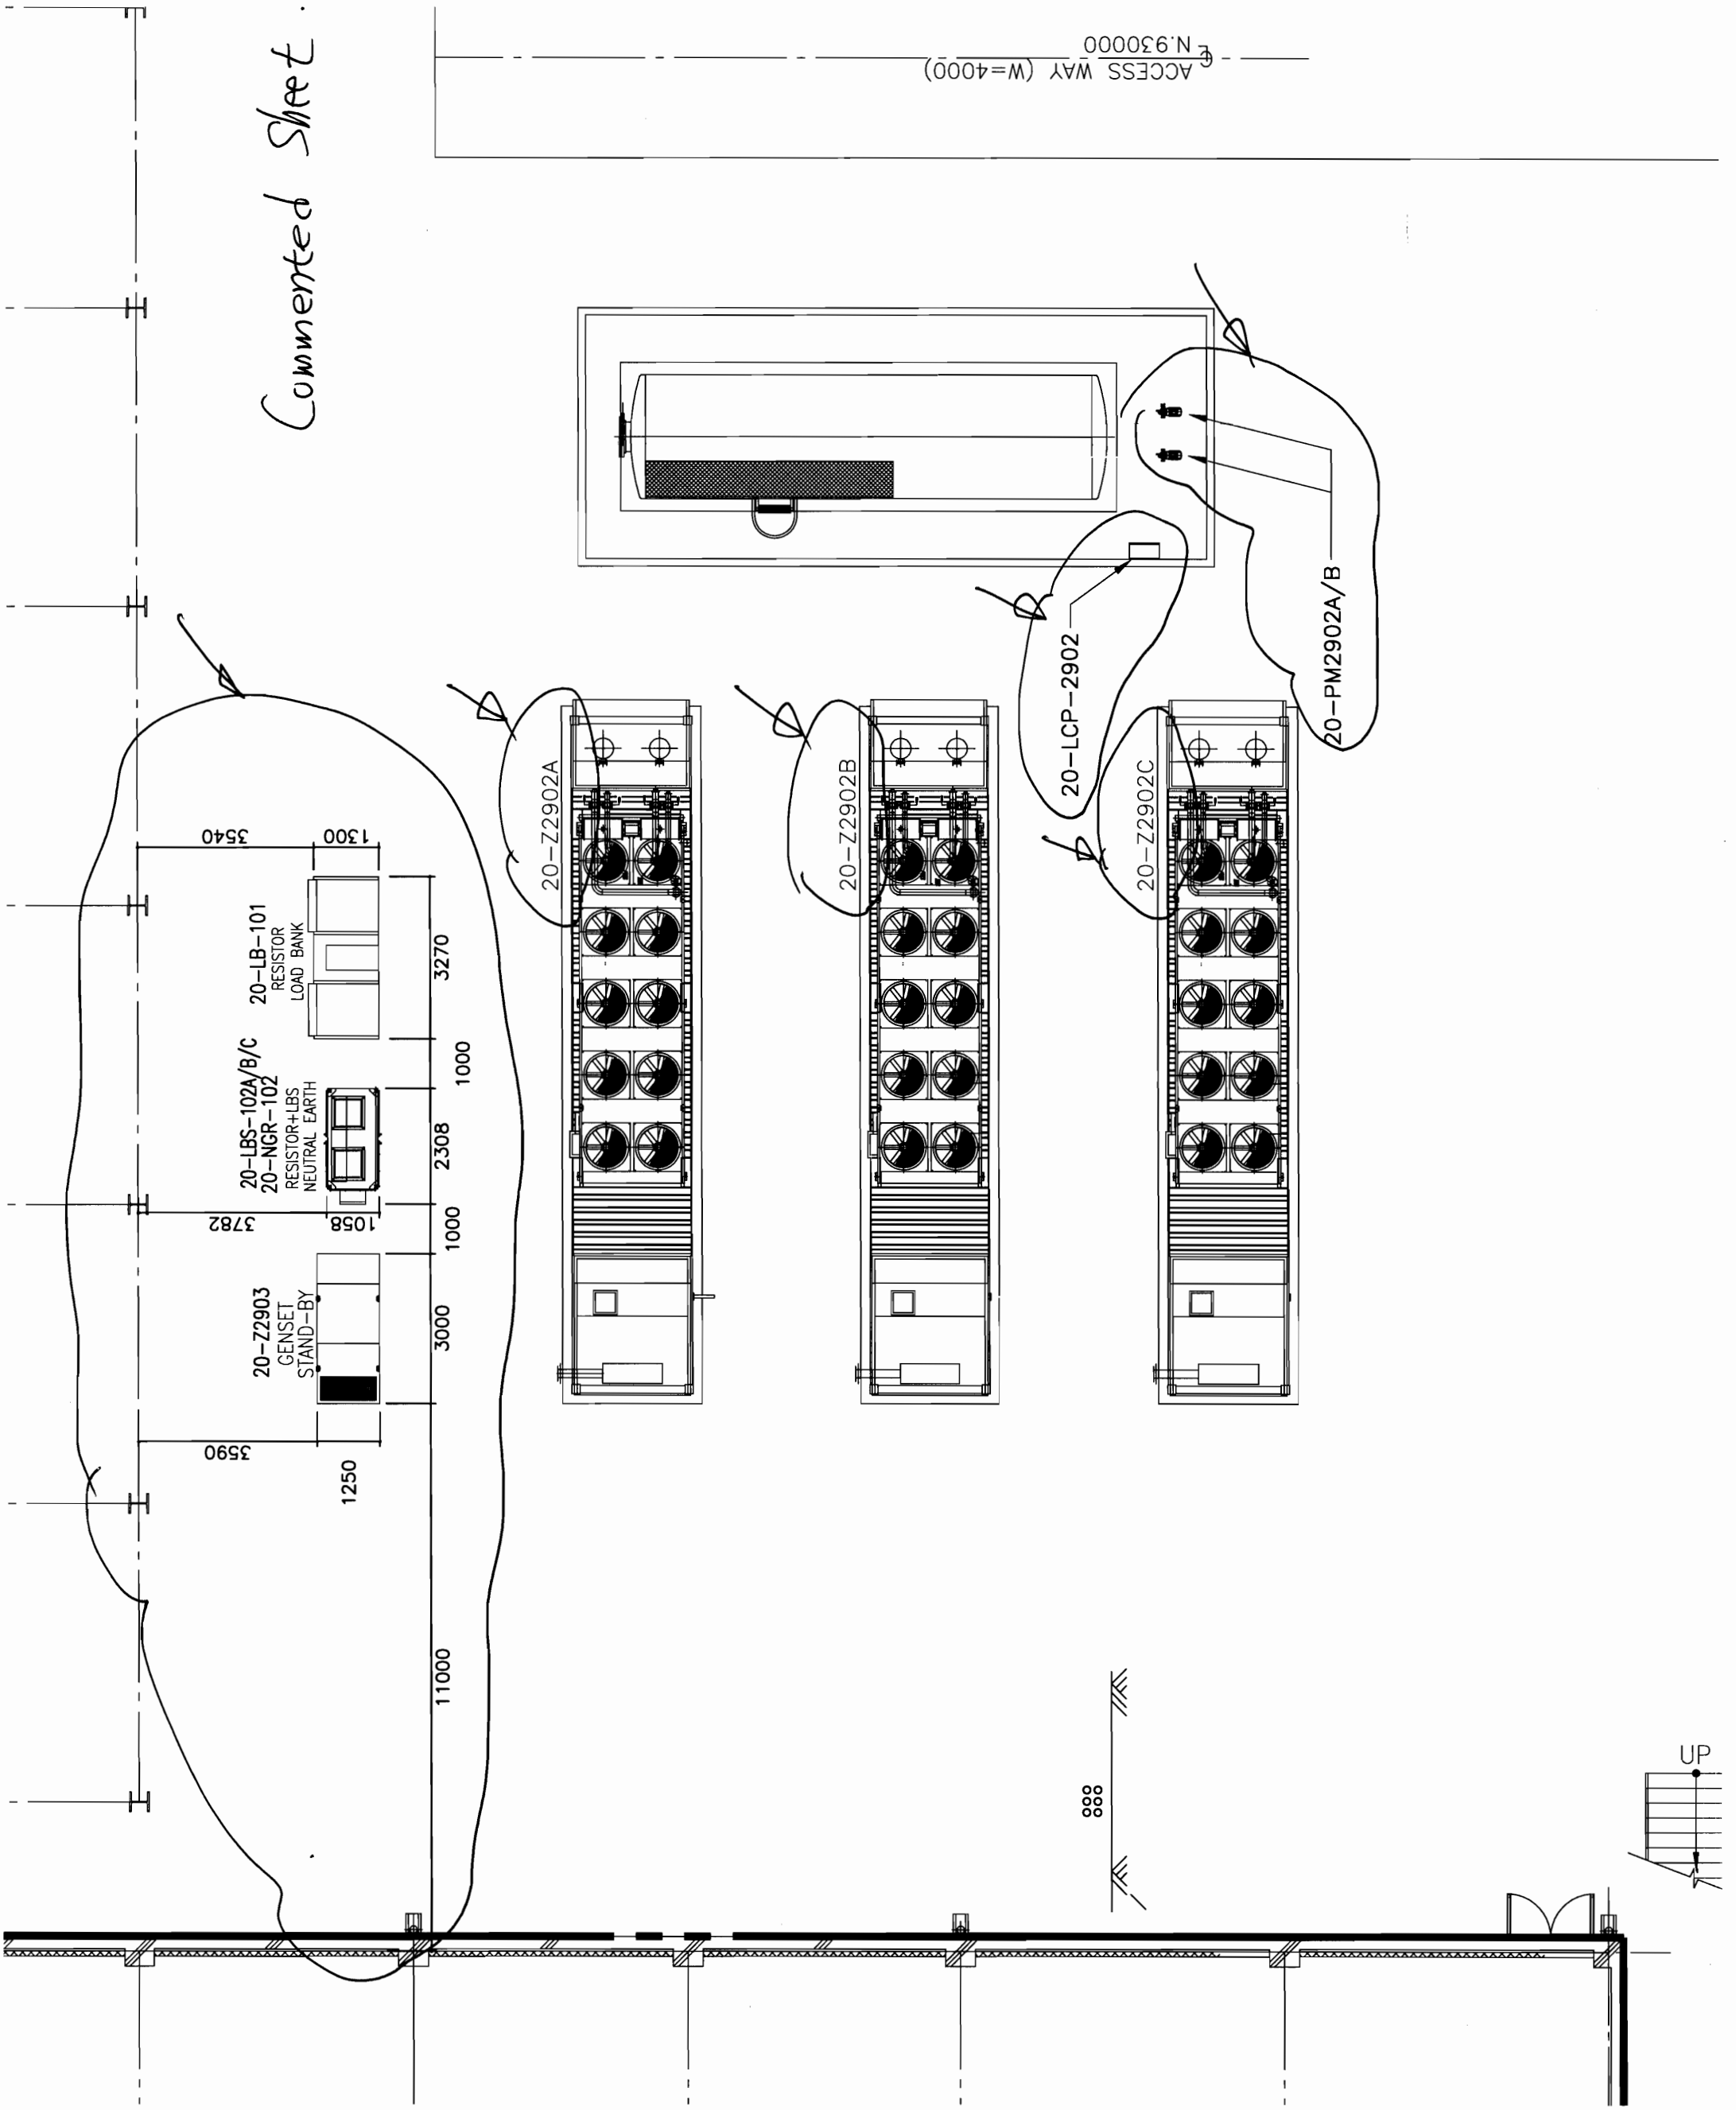 Commented Sheet.
ACCESS WAY (W=4000)
℄ N.930000
20-PM2902A/B
20-LCP-2902
20-Z2902A
20-Z2902B
20-Z2902C
3540
1300
20-LB-101
RESISTOR
LOAD BANK
3270
1000
20-LBS-102A/B/C
20-NGR-102
RESISTOR+LBS
NEUTRAL EARTH
2308
3782
1058
1000
20-Z2903
GENSET
STAND-BY
3000
3590
1250
11000
UP